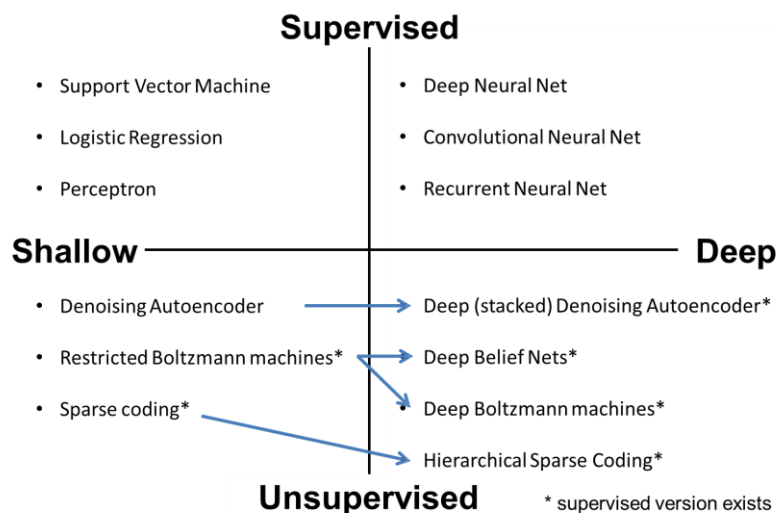 Supervised
• Support Vector Machine
• Logistic Regression
• Perceptron
• Deep Neural Net
• Convolutional Neural Net
• Recurrent Neural Net
Shallow
Deep
• Denoising Autoencoder
• Restricted Boltzmann machines*
• Sparse coding*
Deep (stacked) Denoising Autoencoder*
Deep Belief Nets*
• Deep Boltzmann machines*
Hierarchical Sparse Coding*
Unsupervised
* supervised version exists